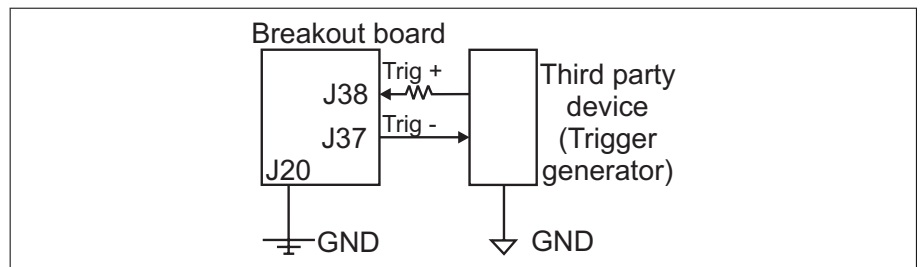 Breakout board
Trig +
J38
Trig -
J37
J20
GND
Third party
device
(Trigger
generator)
GND